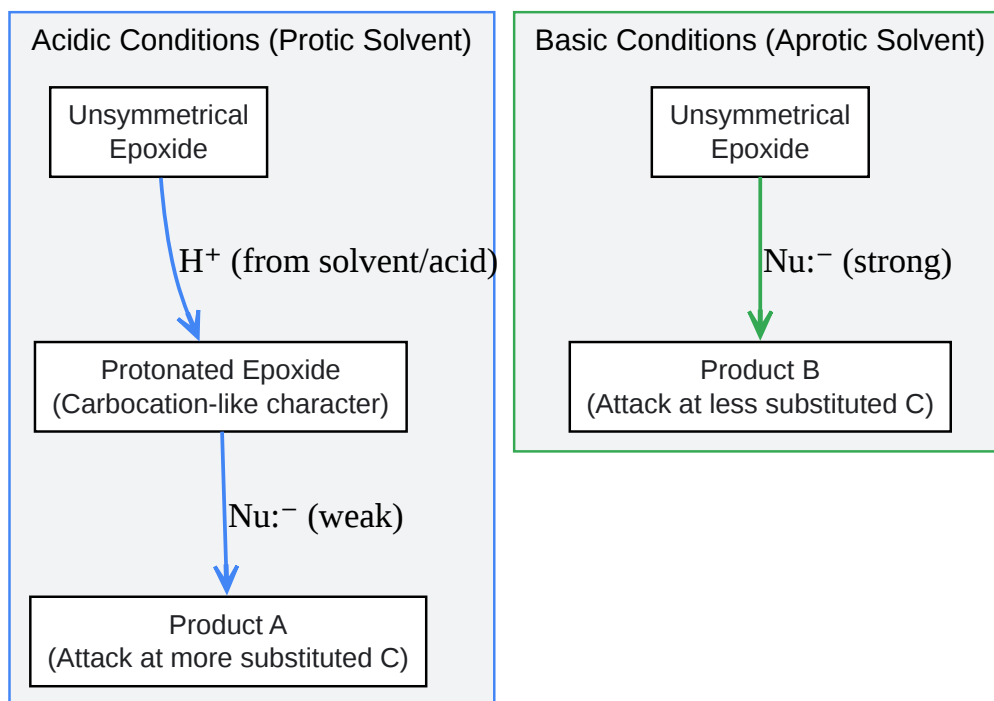 Acidic Conditions (Protic Solvent)
Unsymmetrical
Epoxide
H⁺ (from solvent/acid)
Protonated Epoxide
(Carbocation-like character)
Nu:⁻ (weak)
Product A
(Attack at more substituted C)
Basic Conditions (Aprotic Solvent)
Unsymmetrical
Epoxide
Nu:⁻ (strong)
Product B
(Attack at less substituted C)